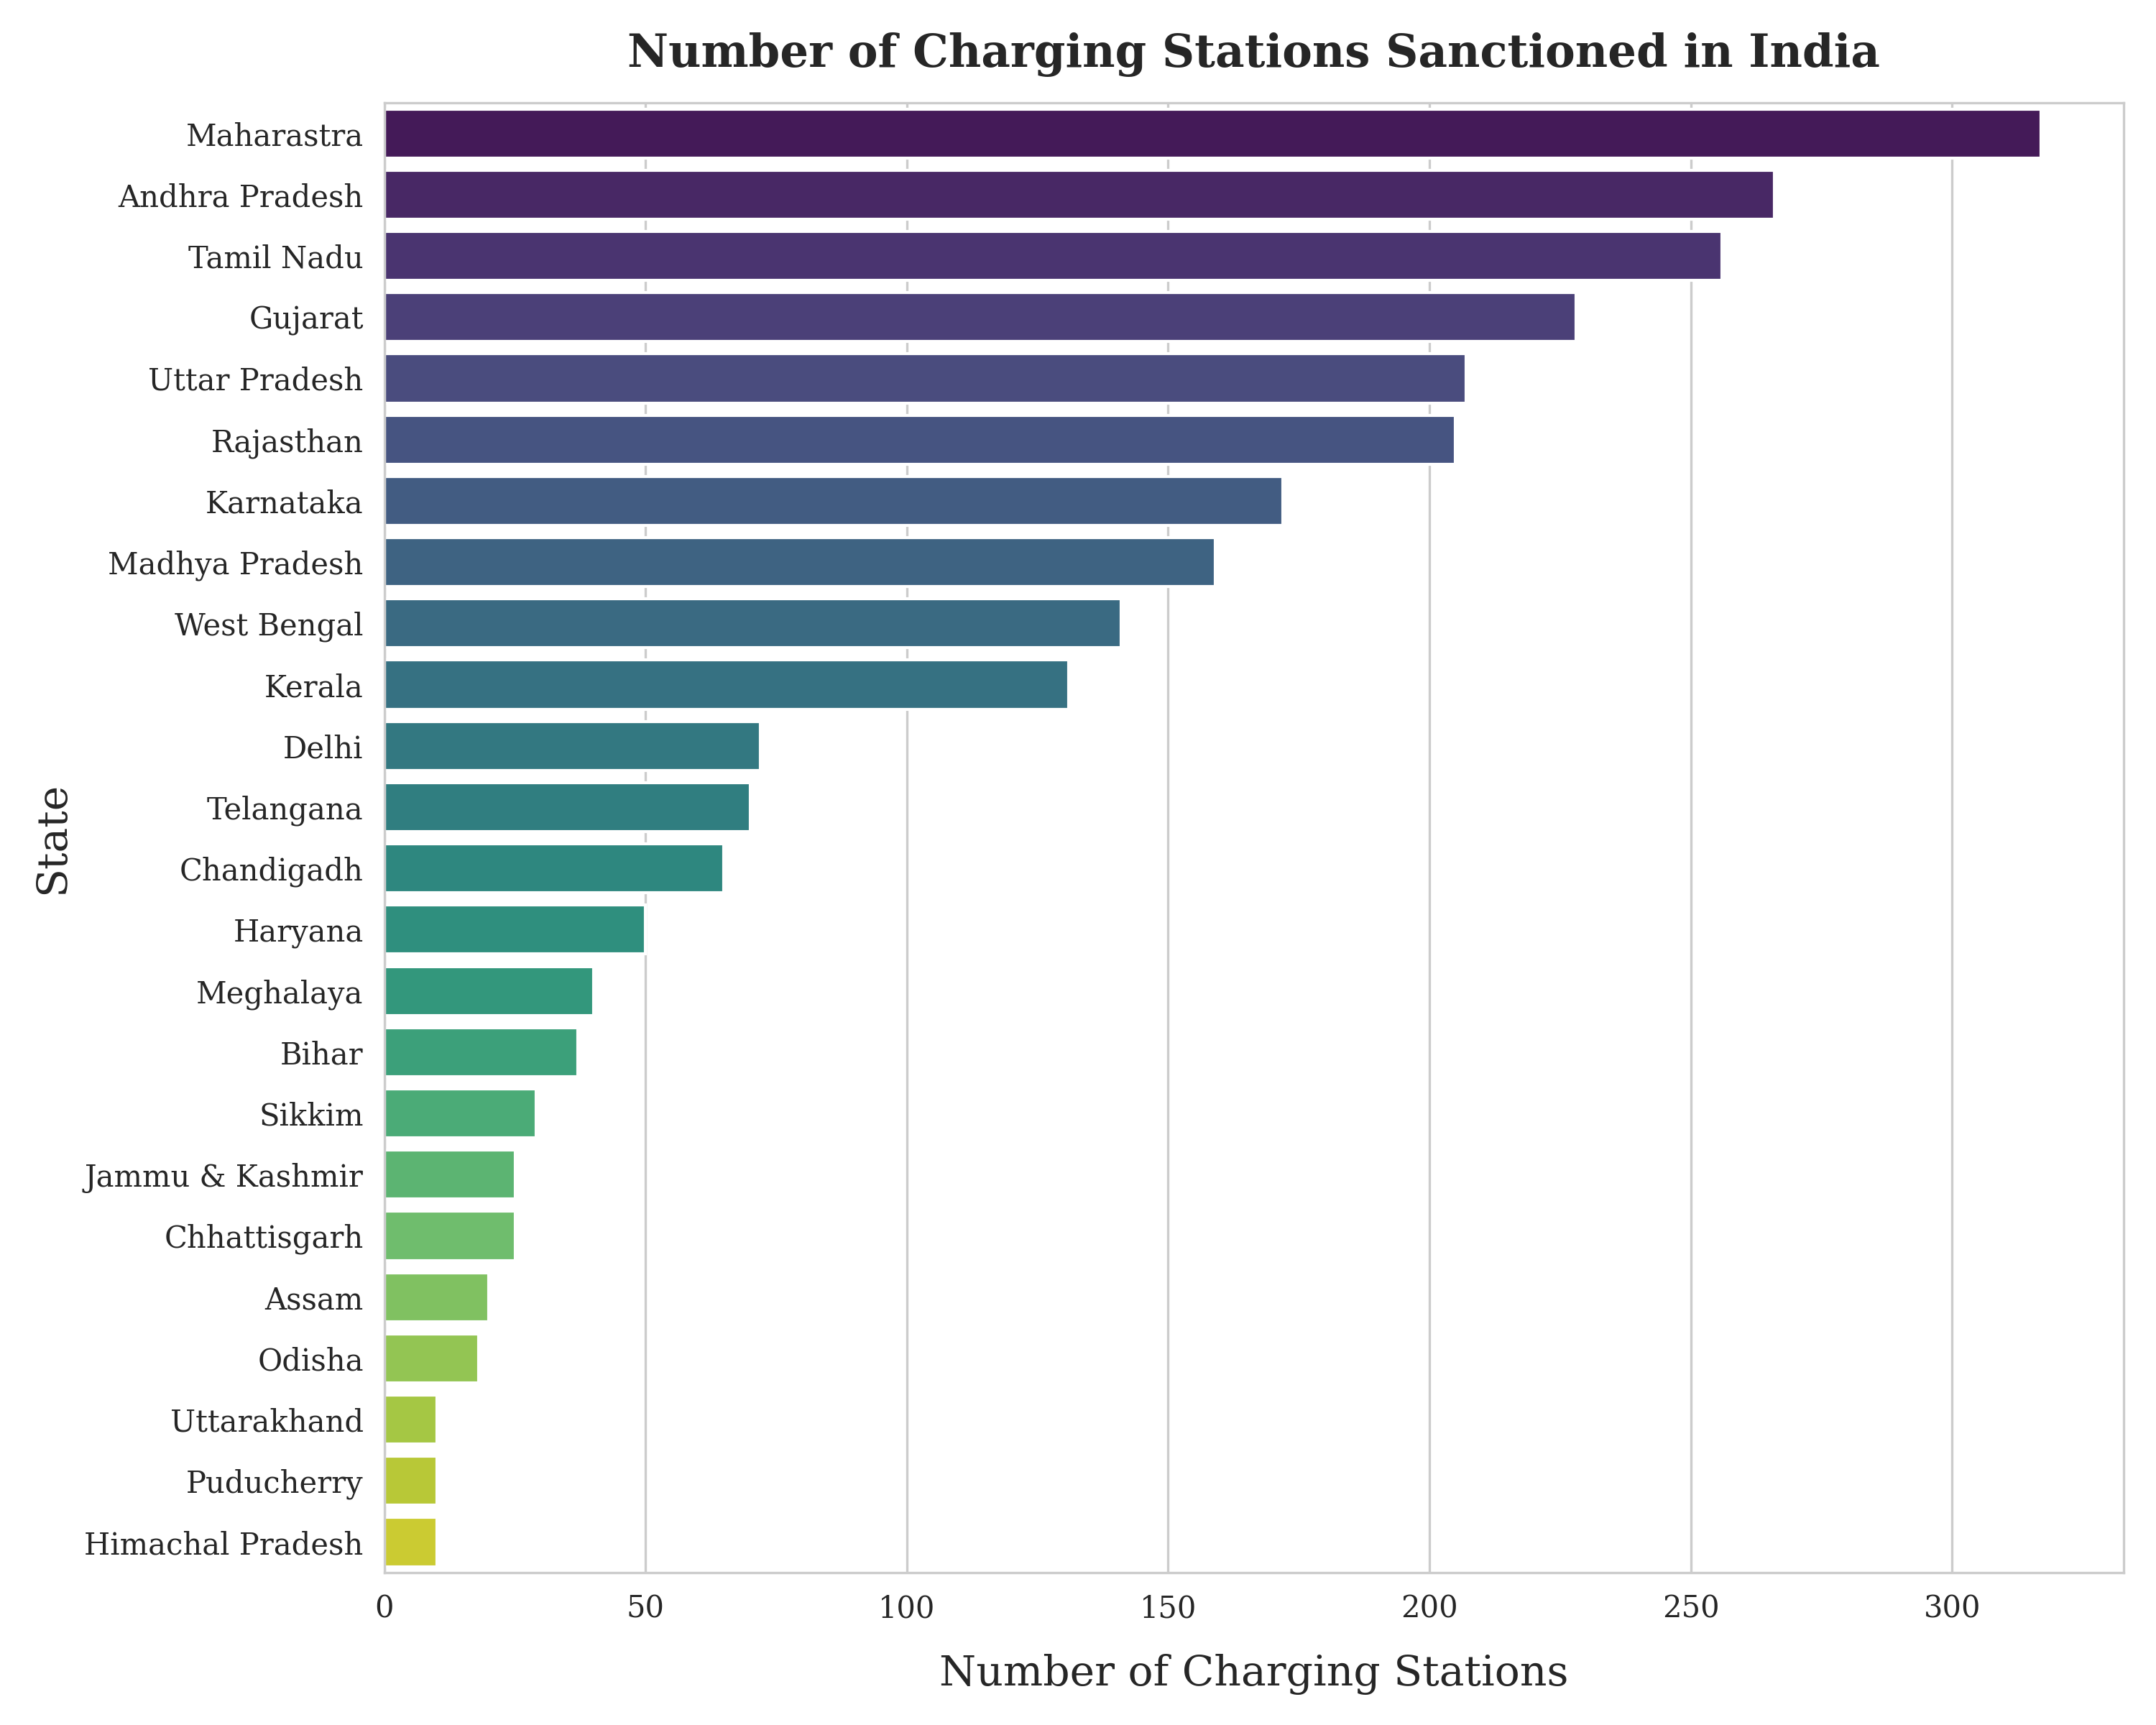 Number of Charging Stations Sanctioned in India
Maharastra
Andhra Pradesh
Tamil Nadu
Gujarat
Uttar Pradesh
Rajasthan
Karnataka
Madhya Pradesh
West Bengal
Kerala
Delhi
Telangana
Chandigadh
Haryana
Meghalaya
Bihar
Sikkim
Jammu & Kashmir
Chhattisgarh
Assam
Odisha
Uttarakhand
Puducherry
Himachal Pradesh
State
0 50 100 150 200 250 300
Number of Charging Stations